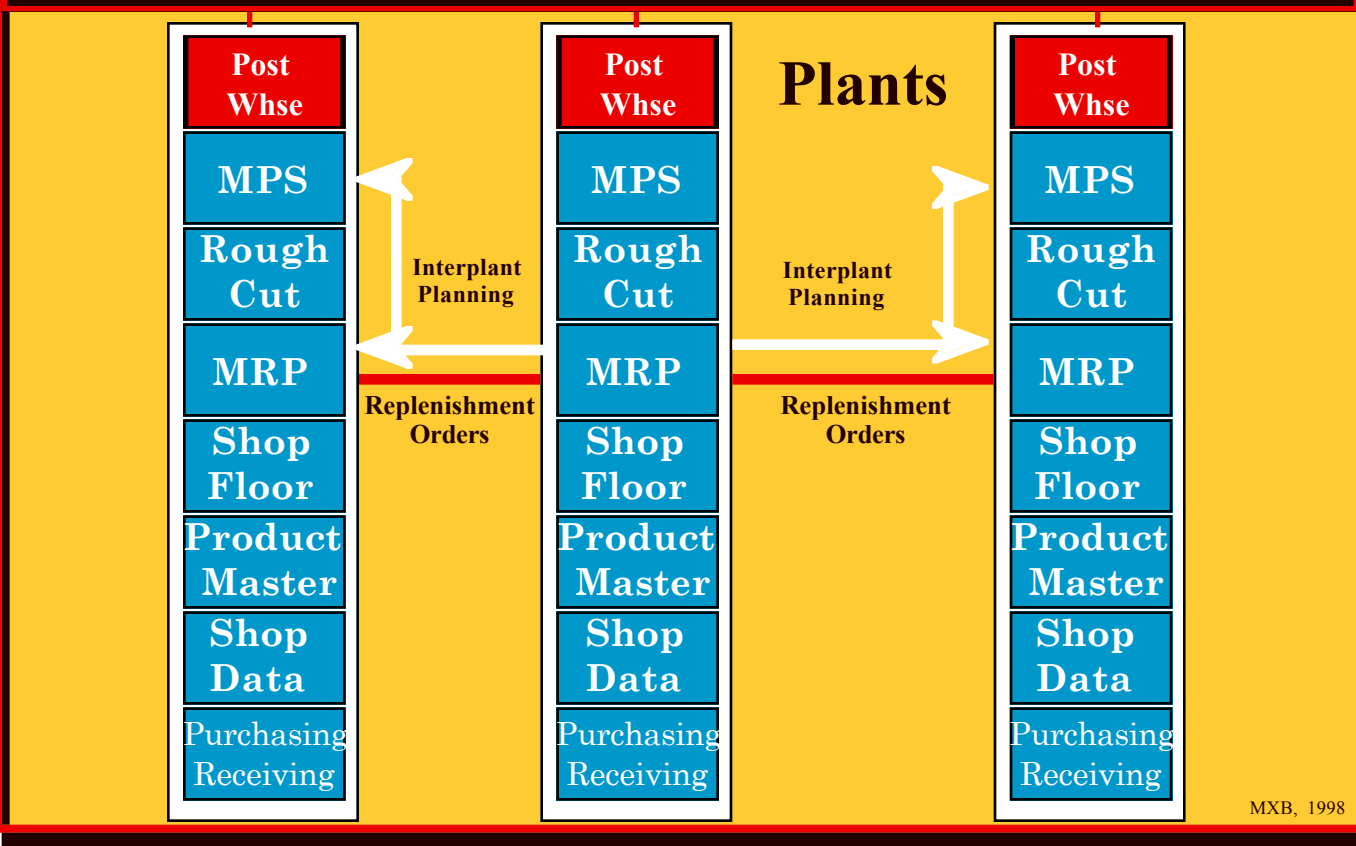 Plants
Post
Whse
MPS
Rough
Cut
MRP
Shop
Floor
Product
Master
Shop
Data
Purchasing
Receiving
Interplant
Planning
Replenishment
Orders
Post
Whse
MPS
Rough
Cut
MRP
Shop
Floor
Product
Master
Shop
Data
Purchasing
Receiving
Interplant
Planning
Replenishment
Orders
Post
Whse
MPS
Rough
Cut
MRP
Shop
Floor
Product
Master
Shop
Data
Purchasing
Receiving
MXB, 1998